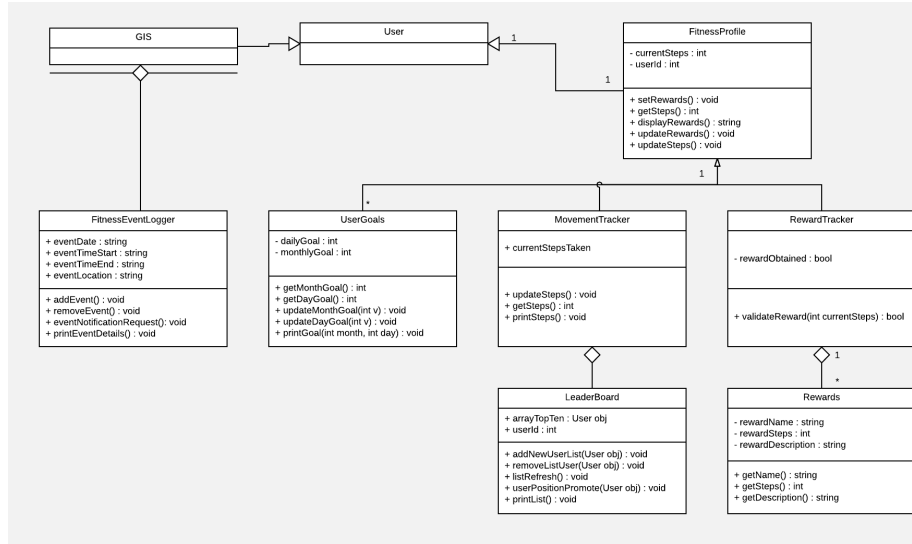 GIS
User
1
1
FitnessProfile
- currentSteps : int
- userId : int
+ setRewards() : void
+ getSteps() : int
+ displayRewards() : string
+ updateRewards() : void
+ updateSteps() : void
1
*
FitnessEventLogger
+ eventDate : string
+ eventTimeStart : string
+ eventTimeEnd : string
+ eventLocation : string
+ addEvent() : void
+ removeEvent() : void
+ eventNotificationRequest(): void
+ printEventDetails() : void
UserGoals
- dailyGoal : int
- monthlyGoal : int
+ getMonthGoal() : int
+ getDayGoal() : int
+ updateMonthGoal(int v) : void
+ updateDayGoal(int v) : void
+ printGoal(int month, int day) : void
MovementTracker
+ currentStepsTaken
+ updateSteps() : void
+ getSteps() : int
+ printSteps() : void
RewardTracker
- rewardObtained : bool
+ validateReward(int currentSteps) : bool
1
*
LeaderBoard
+ arrayTopTen : User obj
+ userId : int
+ addNewUserList(User obj) : void
+ removeListUser(User obj) : void
+ listRefresh() : void
+ userPositionPromote(User obj) : void
+ printList() : void
Rewards
- rewardName : string
- rewardSteps : int
- rewardDescription : string
+ getName() : string
+ getSteps() : int
+ getDescription() : string